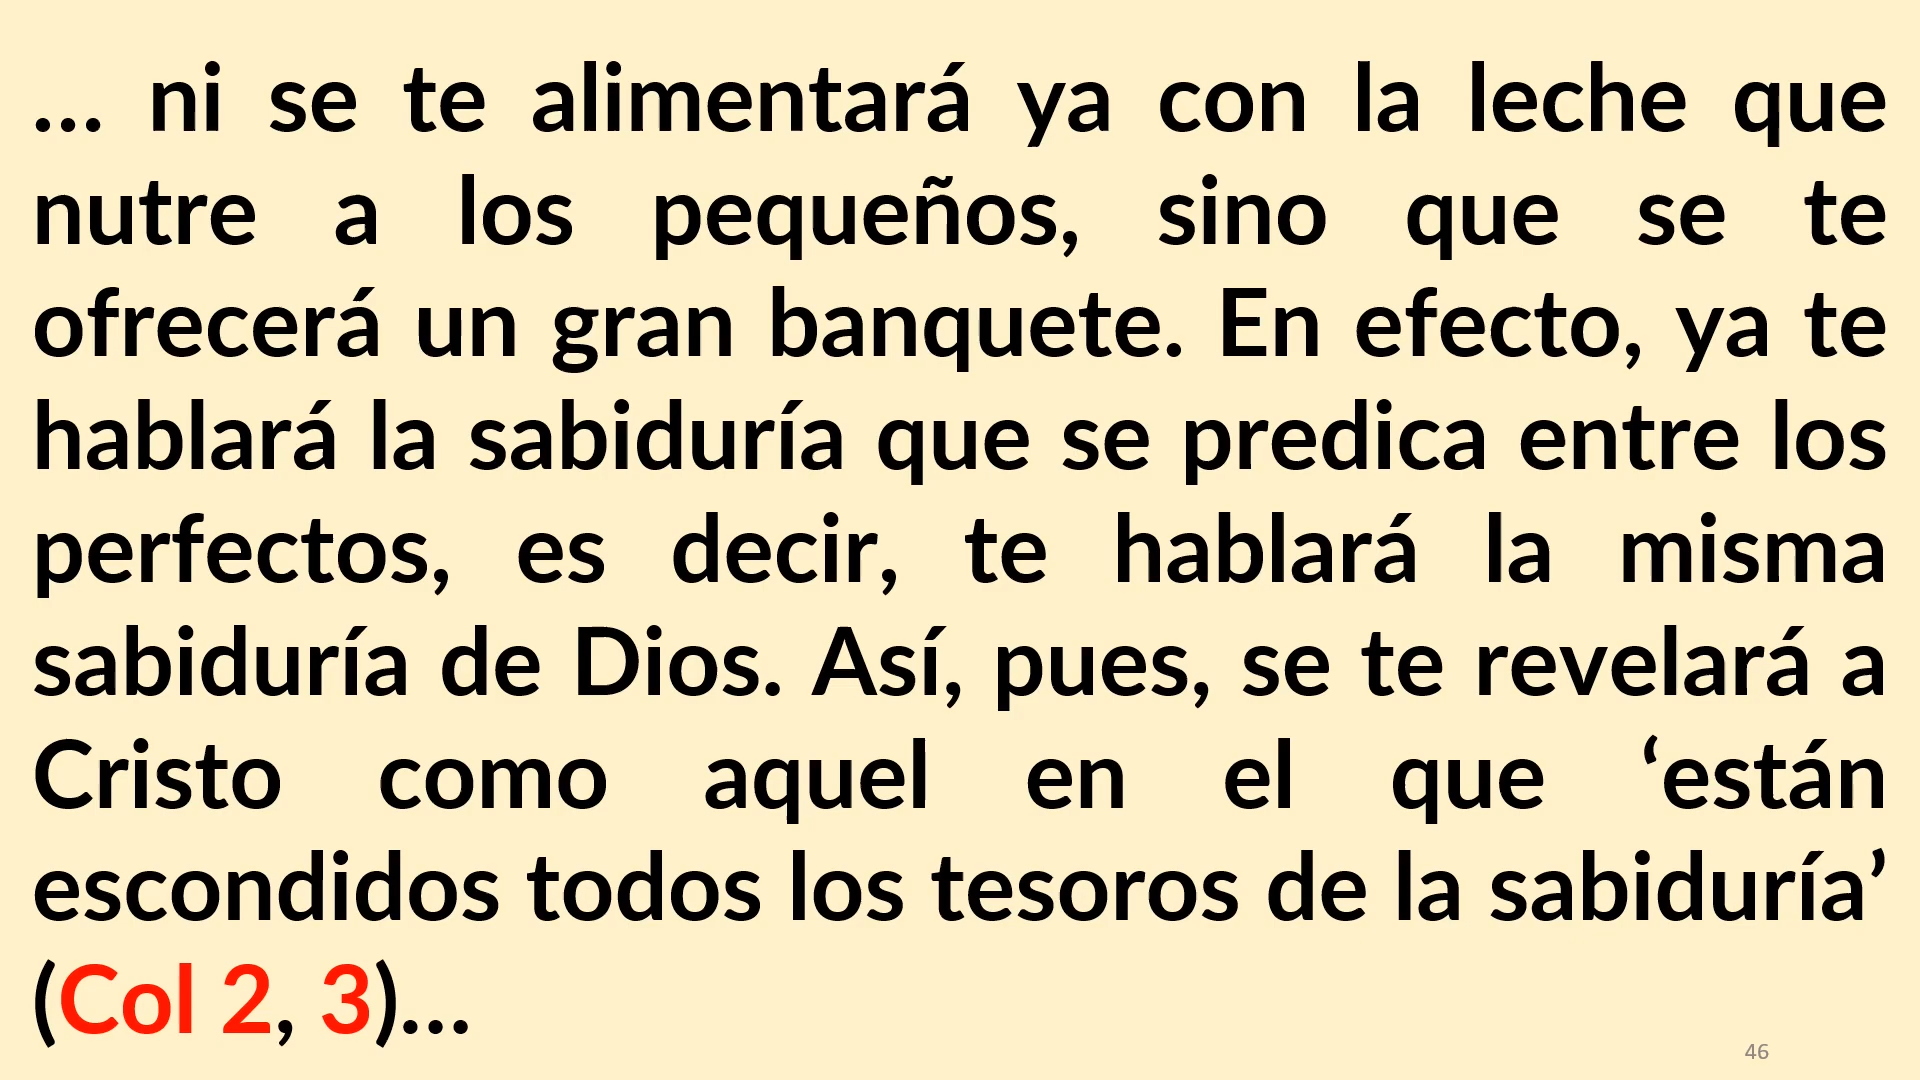 … ni se te alimentará ya con la leche que
nutre a los pequeños, sino que se te
ofrecerá un gran banquete. En efecto, ya te
hablará la sabiduría que se predica entre los
perfectos, es decir, te hablará la misma
sabiduría de Dios. Así, pues, se te revelará a
Cristo como aquel en el que ‘están
escondidos todos los tesoros de la sabiduría’
(Col 2, 3)…
46